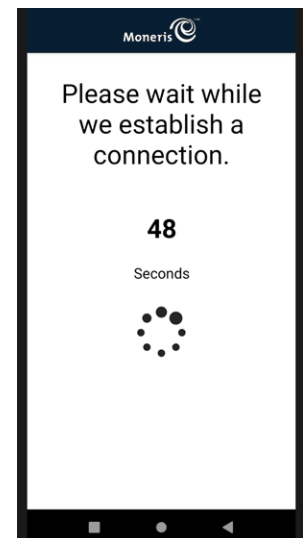 Moneris
Please wait while
we establish a
connection.
48
Seconds